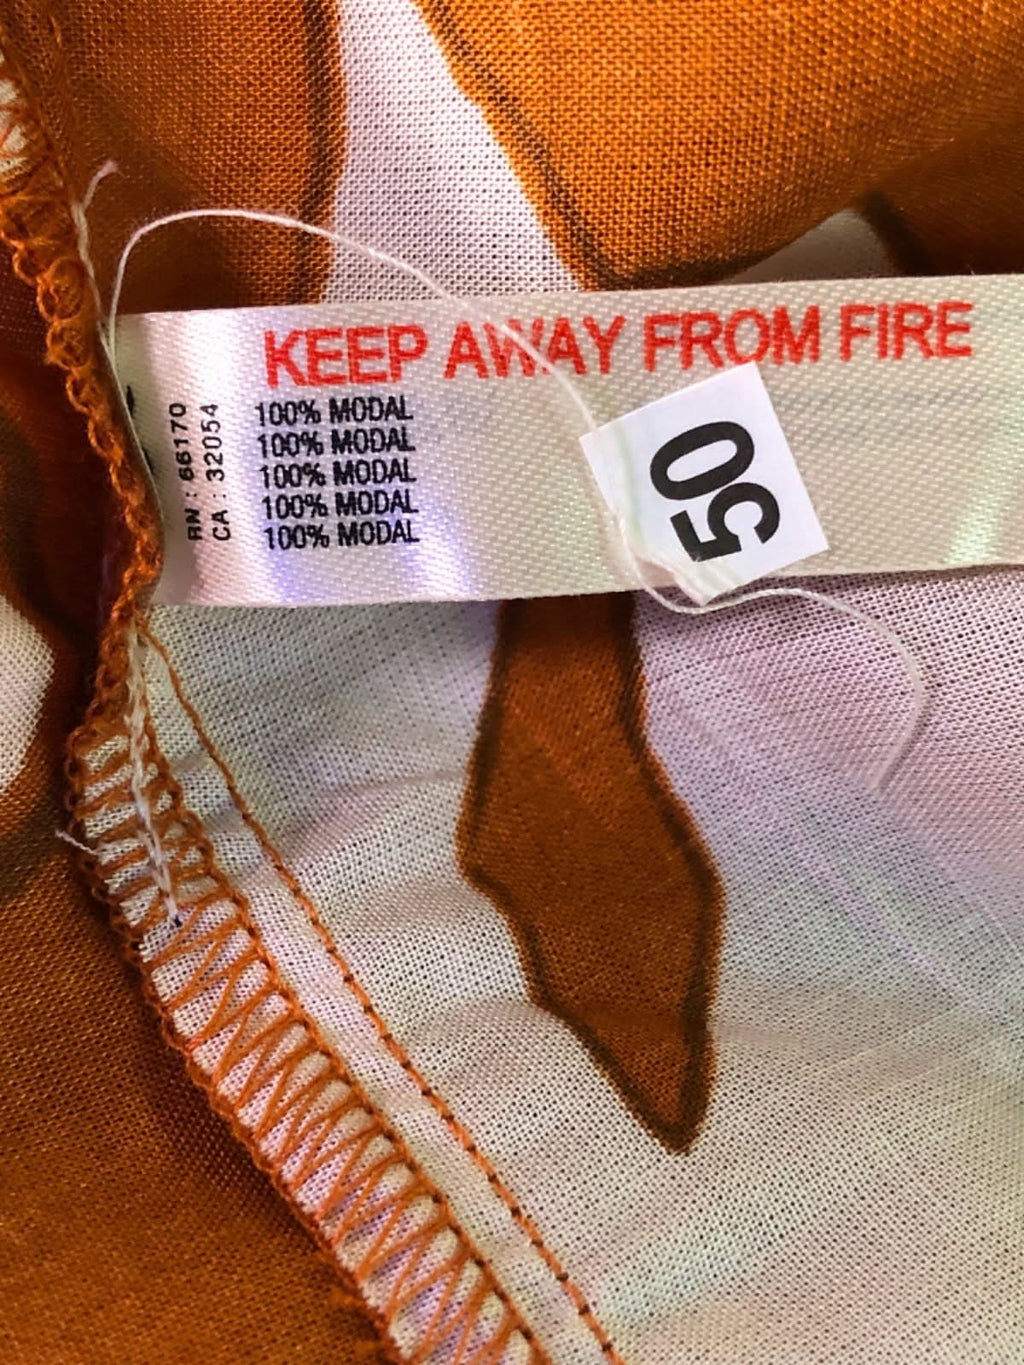 KEEP AWAY FROM FIRE
RN : 66170
CA : 32054
100% MODAL
100% MODAL
100% MODAL
100% MODAL
100% MODAL
50